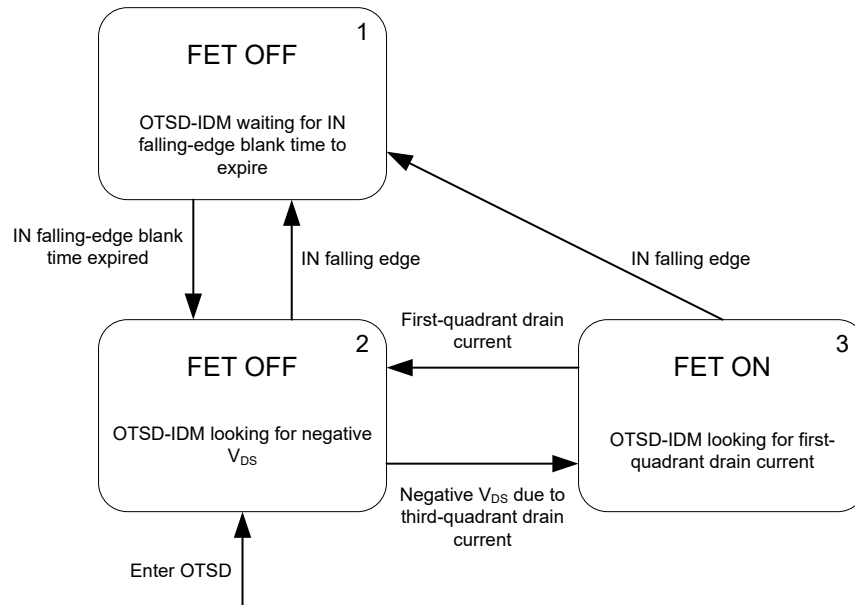 1
FET OFF
OTSD-IDM waiting for IN
falling-edge blank time to
expire
IN falling-edge blank
time expired
IN falling edge
IN falling edge
First-quadrant drain
current
2
FET OFF
OTSD-IDM looking for negative
VDS
3
FET ON
OTSD-IDM looking for first-
quadrant drain current
Negative VDS due to
third-quadrant drain
current
Enter OTSD